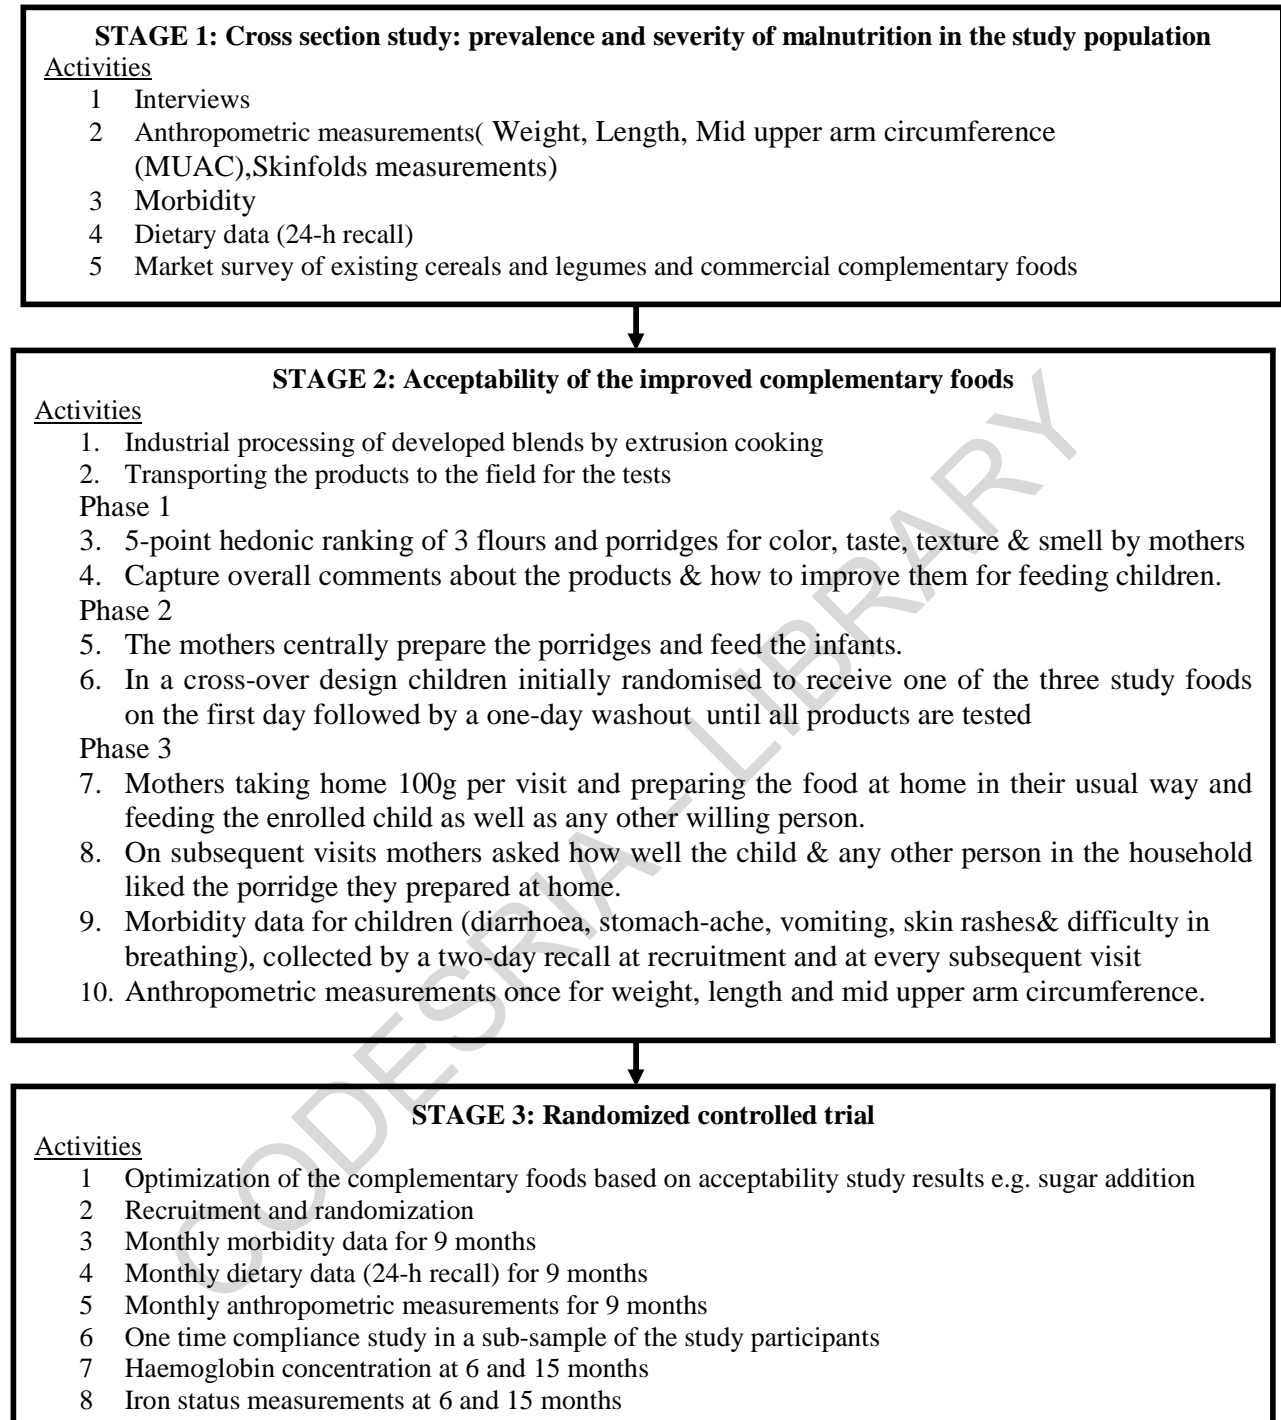 STAGE 1: Cross section study: prevalence and severity of malnutrition in the study population
Activities
1 Interviews
2 Anthropometric measurements( Weight, Length, Mid upper arm circumference
(MUAC),Skinfolds measurements)
3 Morbidity
4 Dietary data (24-h recall)
5 Market survey of existing cereals and legumes and commercial complementary foods
STAGE 2: Acceptability of the improved complementary foods
Activities
1. Industrial processing of developed blends by extrusion cooking
2. Transporting the products to the field for the tests
Phase 1
3. 5-point hedonic ranking of 3 flours and porridges for color, taste, texture & smell by mothers
4. Capture overall comments about the products & how to improve them for feeding children.
Phase 2
5. The mothers centrally prepare the porridges and feed the infants.
6. In a cross-over design children initially randomised to receive one of the three study foods
on the first day followed by a one-day washout until all products are tested
Phase 3
7. Mothers taking home 100g per visit and preparing the food at home in their usual way and
feeding the enrolled child as well as any other willing person.
8. On subsequent visits mothers asked how well the child & any other person in the household
liked the porridge they prepared at home.
9. Morbidity data for children (diarrhoea, stomach-ache, vomiting, skin rashes& difficulty in
breathing), collected by a two-day recall at recruitment and at every subsequent visit
10. Anthropometric measurements once for weight, length and mid upper arm circumference.
STAGE 3: Randomized controlled trial
Activities
1 Optimization of the complementary foods based on acceptability study results e.g. sugar addition
2 Recruitment and randomization
3 Monthly morbidity data for 9 months
4 Monthly dietary data (24-h recall) for 9 months
5 Monthly anthropometric measurements for 9 months
6 One time compliance study in a sub-sample of the study participants
7 Haemoglobin concentration at 6 and 15 months
8 Iron status measurements at 6 and 15 months
CODESRIA - LIBRARY